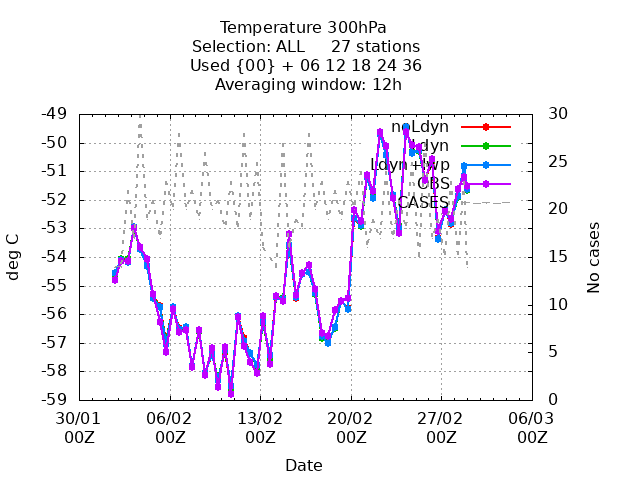 Temperature 300hPa
Selection: ALL 27 stations
Used {00} + 06 12 18 24 36
Averaging window: 12h
-49
-50
-51
-52
-53
-54
-55
-56
-57
-58
-59
deg C
30
25
20
15
10
5
0
No cases
noLdyn
Ldyn
Ldyn+lwp
OBS
CASES
30/01 06/02 13/02 20/02 27/02 06/03
00Z 00Z 00Z 00Z 00Z 00Z
Date